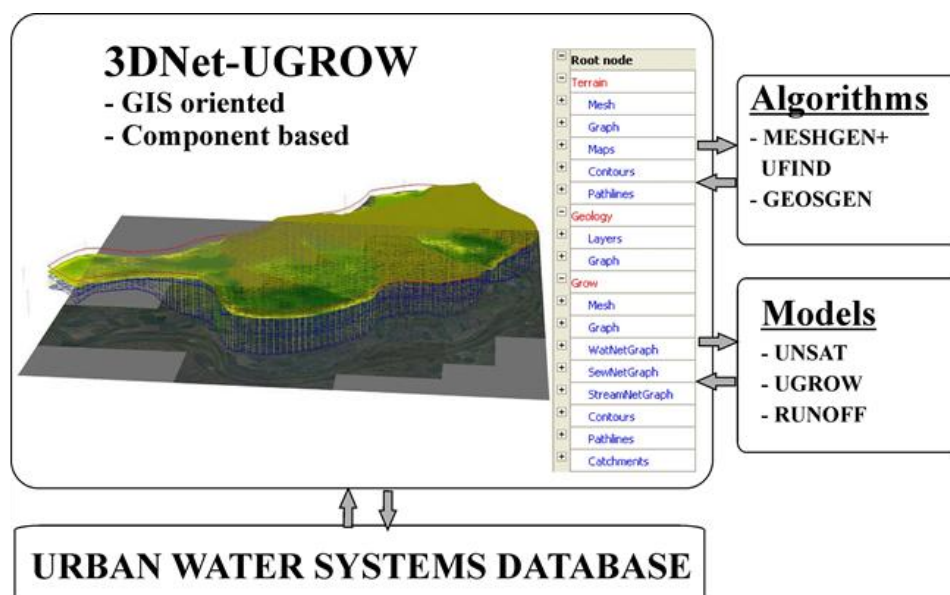 3DNet-UGROW
- GIS oriented
- Component based
Root node
Terrain
Mesh
Graph
Maps
Contours
Pathlines
Geology
Layers
Graph
Grow
Mesh
Graph
WatNetGraph
SewNetGraph
StreamNetGraph
Contours
Pathlines
Catchments
Algorithms
- MESHGEN+
UFIND
- GEOSGEN
Models
- UNSAT
- UGROW
- RUNOFF
URBAN WATER SYSTEMS DATABASE